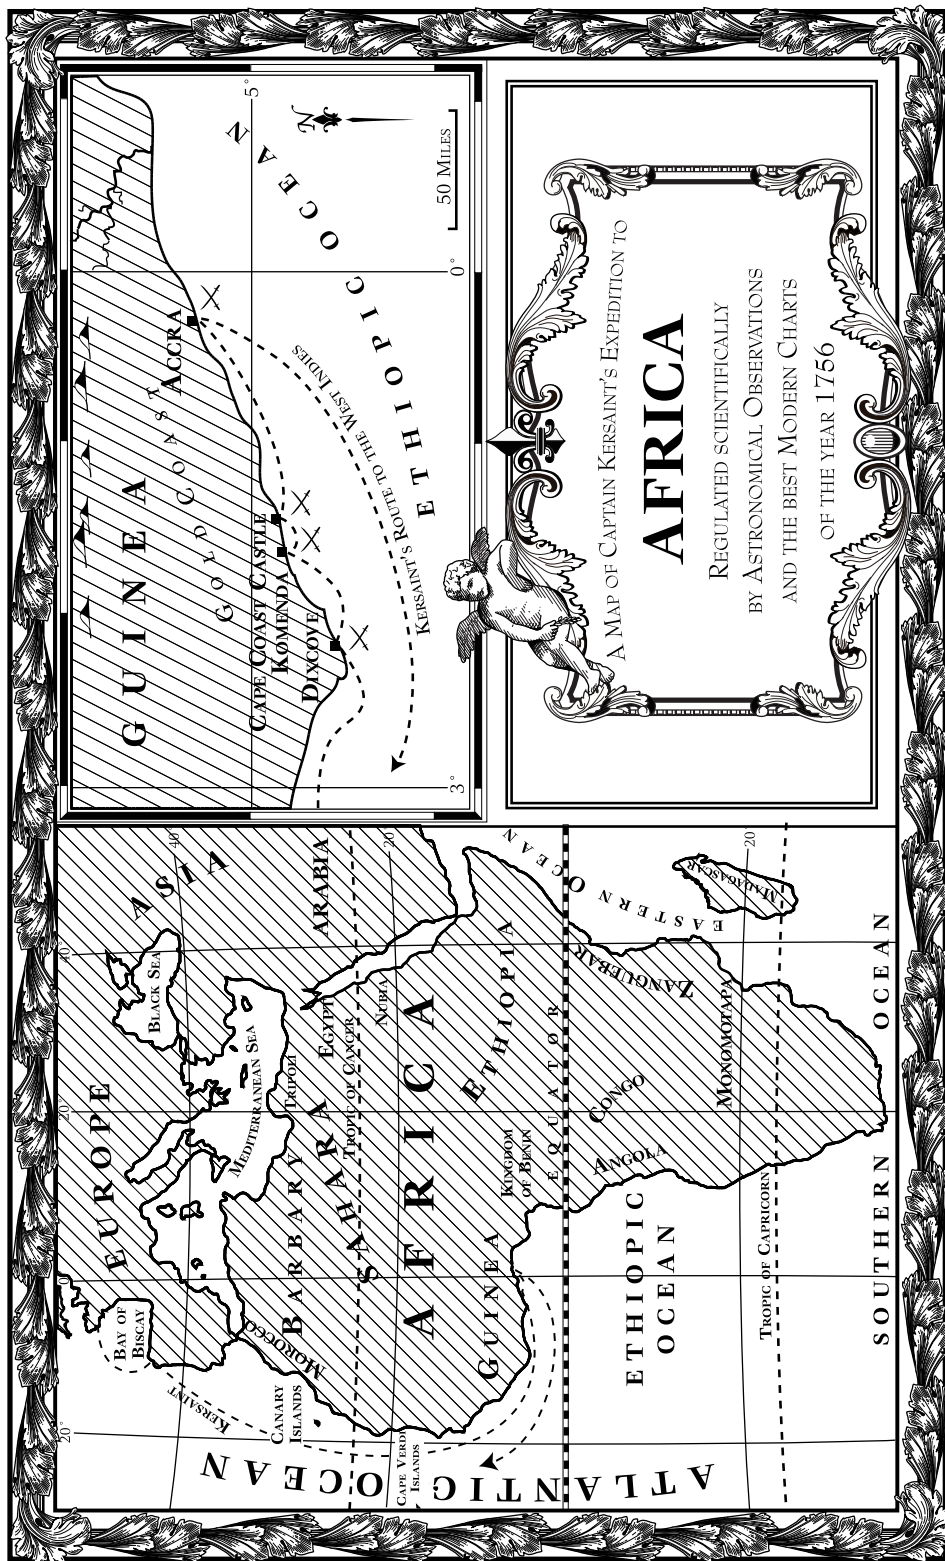 A Map of Captain Kersaint's Expedition to
AFRICA
Regulated scientifically
by Astronomical Observations
and the best Modern Charts
of the year 1756
GUINEA
Gold Coast
Accra
Cape Coast Castle
Komenda
Dixcove
Kersaint's Route to the West Indies
ETHIOPIC OCEAN
N
50 Miles
5°
0°
3°
EUROPE
ASIA
Bay of
Biscay
Black Sea
Mediterranean Sea
Kersaint
Morocco
Barbary
Tripoli
Egypt
Arabia
Canary
Islands
Sahara
Tropic of Cancer
Nubia
AFRICA
Cape Verde
Islands
Guinea
Kingdom
of Benin
Ethiopia
EQUATOR
ATLANTIC OCEAN
ETHIOPIC
OCEAN
EASTERN OCEAN
Angola
Congo
Zanguebar
Monomotapa
Madagascar
Tropic of Capricorn
SOUTHERN OCEAN
20°
0
20
40
40
20
20